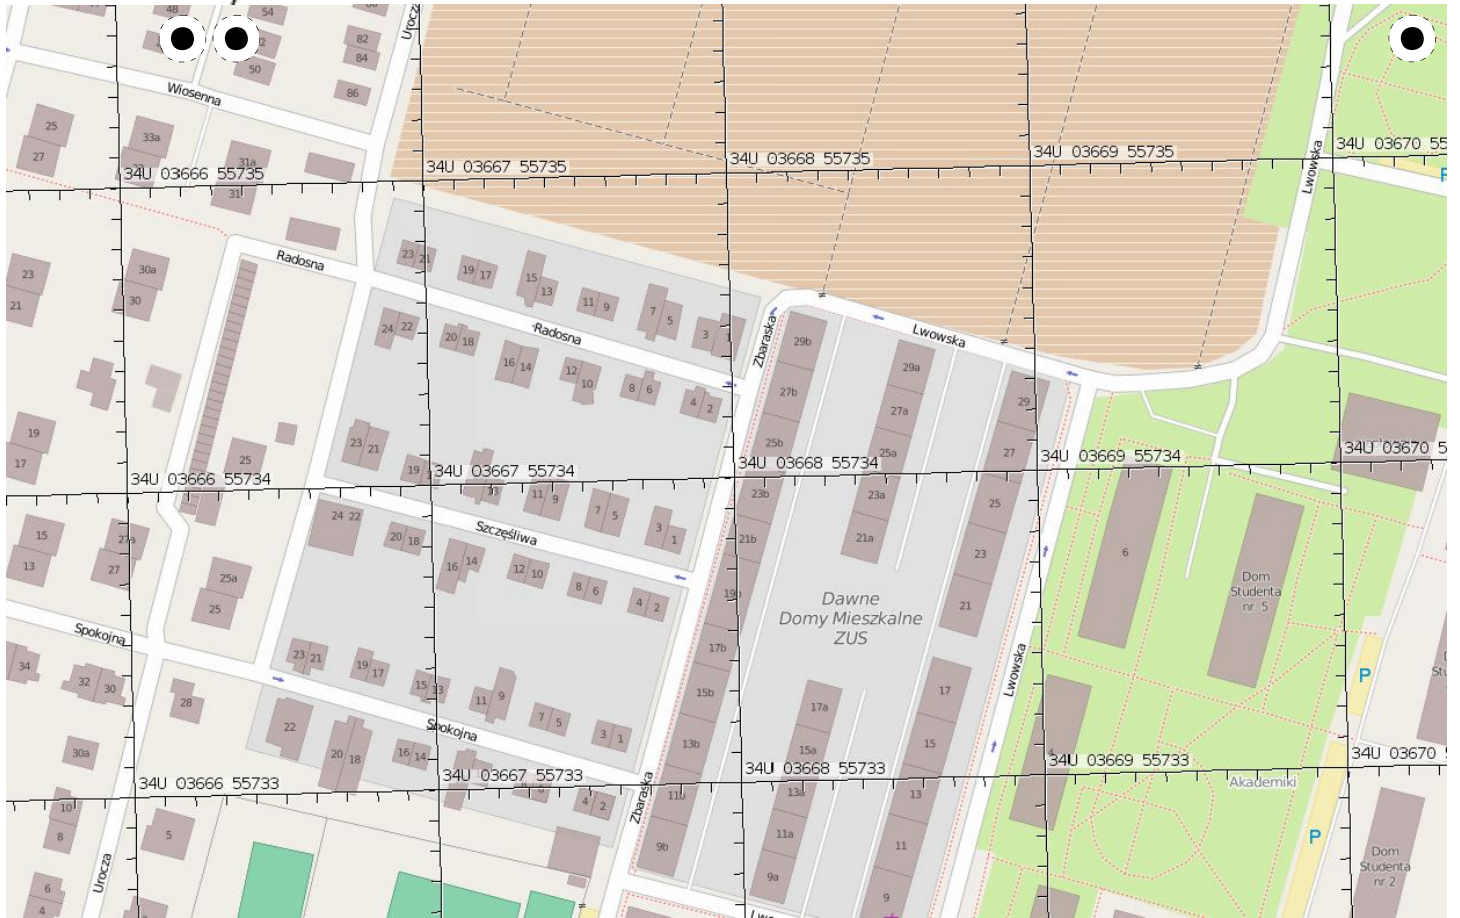 48
54
Urocza
50
82
84
86
Wiosenna
25
27
33a
31a
31
34U 03666 55735
34U 03667 55735
34U 03668 55735
34U 03669 55735
34U 03670 55
Lwowska
P
Radosna
23 21
19 17
15 13
11 9
7 5
3
23
21
30a
30
24 22
20 18
16 14
12 10
8 6
4 2
Radosna
Zbaraska
Lwowska
29b
29a
29
27b
27a
27
25b
25a
19
17
25
23 21
19
13
11 9
7 5
3 1
34U 03666 55734
34U 03667 55734
34U 03668 55734
34U 03669 55734
34U 03670 5
24 22
20 18
16 14
12 10
8 6
4 2
Szczęśliwa
23b
23a
25
21b
21a
23
19b
21
6
Dom
Studenta
nr. 5
Dawne
Domy Mieszkalne
ZUS
15
13
27a
27
25a
25
Spokojna
34
32 30
28
23 21
19 17
15 13
11 9
7 5
3 1
17b
15b
13b
17a
15a
17
15
Lwowska
P
22
20 18
16 14
Spokojna
30a
34U 03666 55733
34U 03667 55733
34U 03668 55733
34U 03669 55733
34U 03670 5
Akademiki
4 2
Zbaraska
11b
9b
13a
11a
9a
13
11
9
10
8
5
6
4
Urocza
P
Dom
Studenta
nr 2